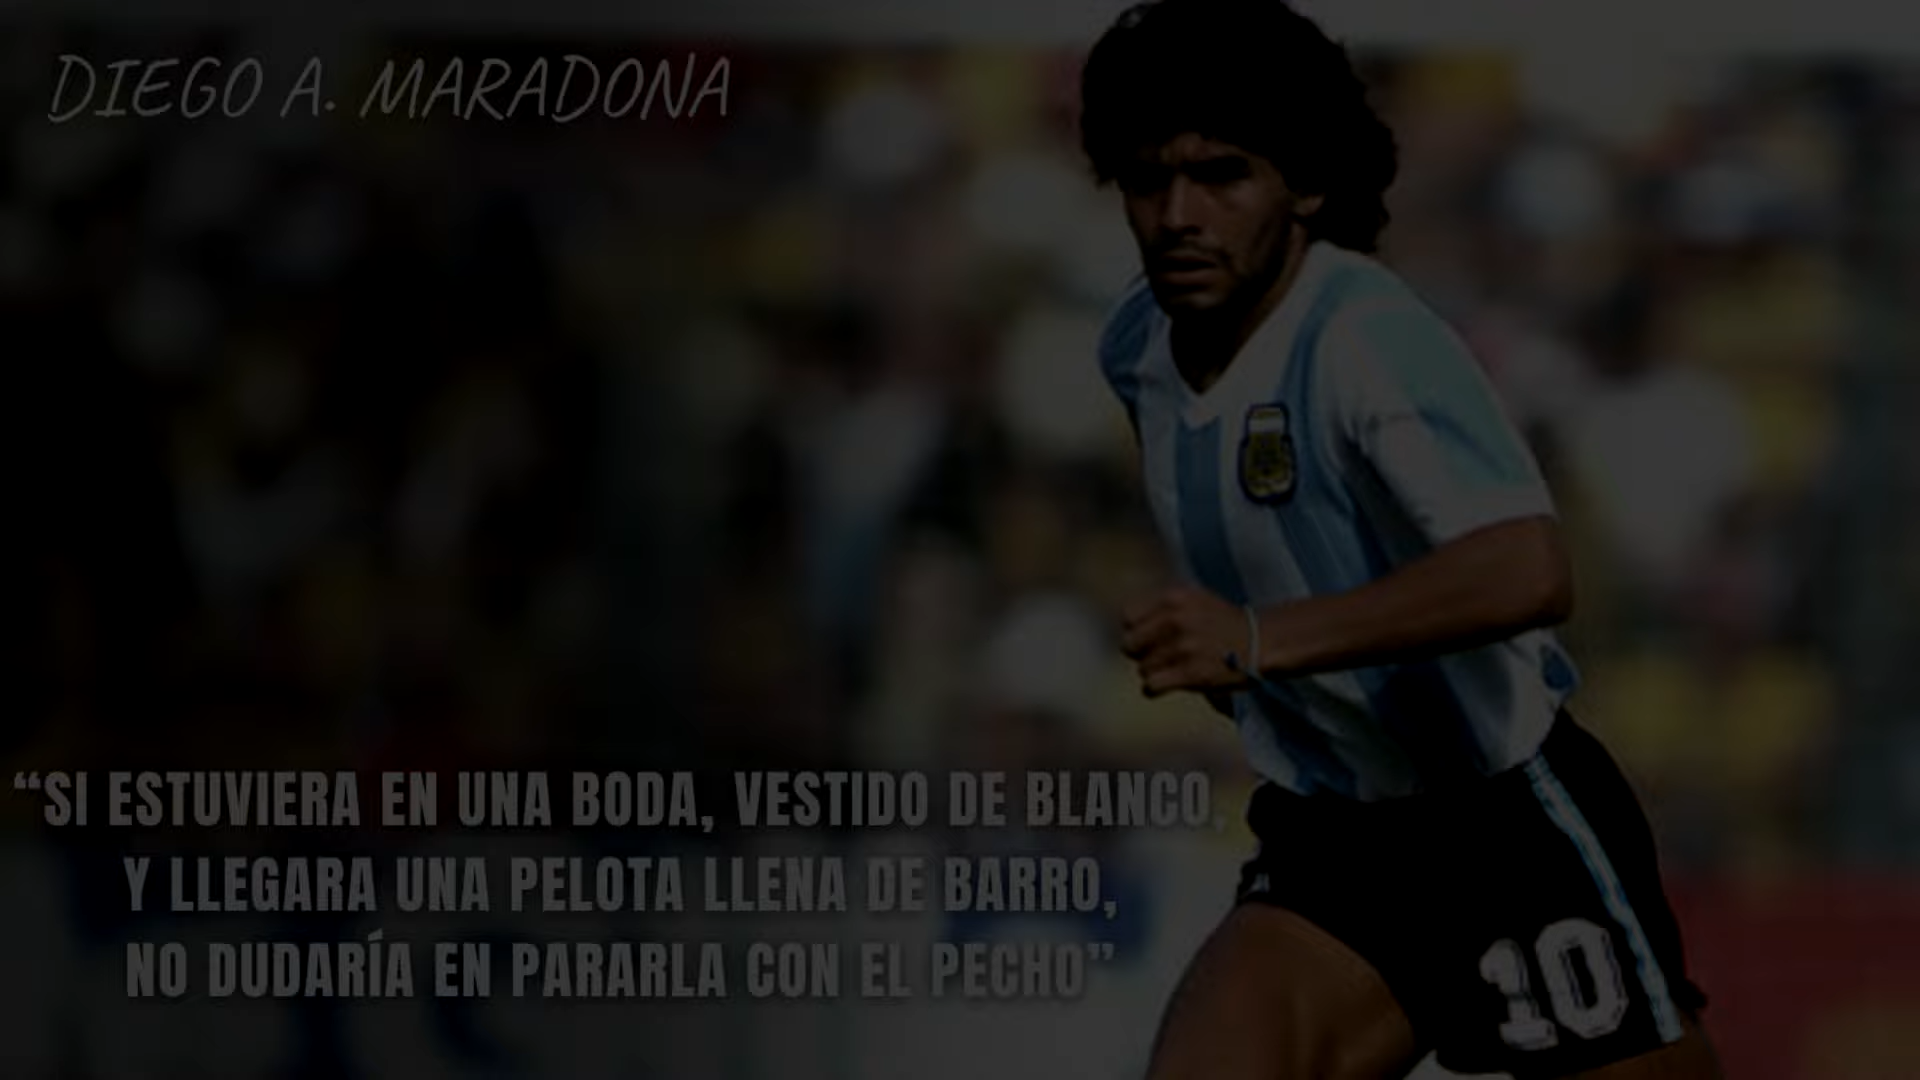 DIEGO A. MARADONA
“SI ESTUVIERA EN UNA BODA, VESTIDO DE BLANCO,
Y LLEGARA UNA PELOTA LLENA DE BARRO,
NO DUDARÍA EN PARARLA CON EL PECHO”
10